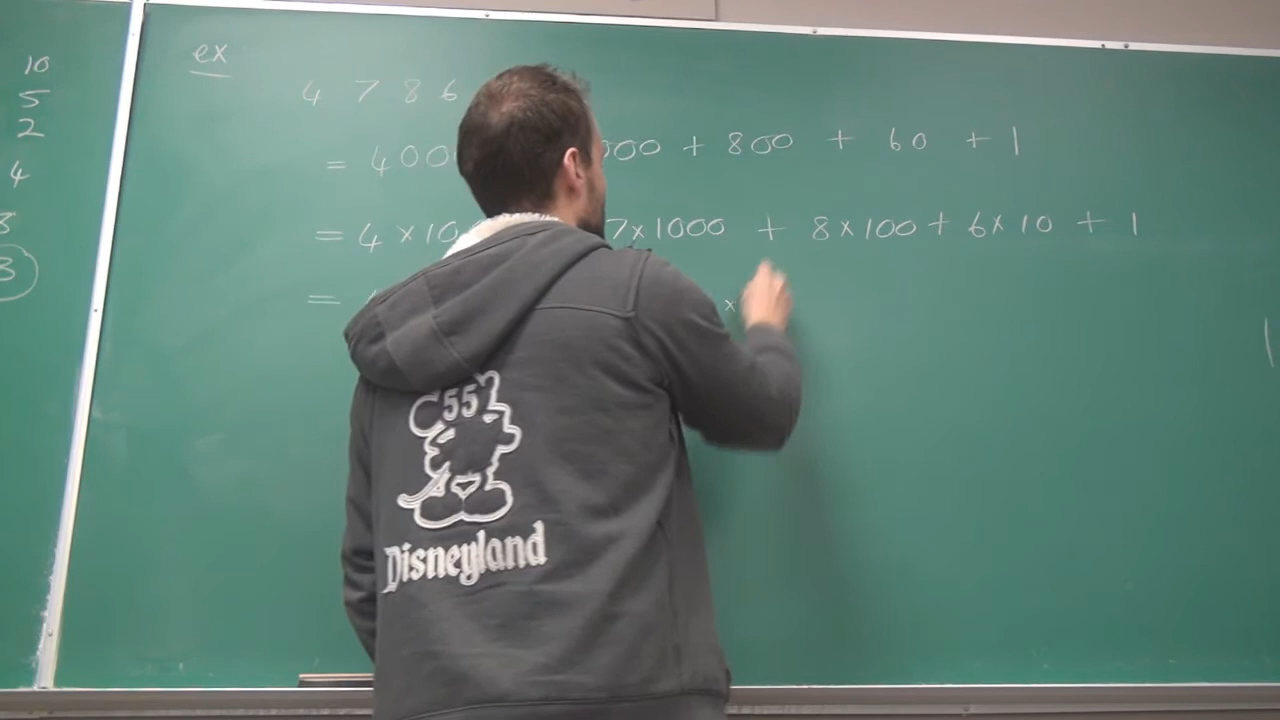 10
5
2
4
3
3
ex
4 7 8 6
= 400 000 + 800 + 60 + 1
= 4 × 10 7 × 1000 + 8 × 100 + 6 × 10 + 1
= ×
55
Disneyland